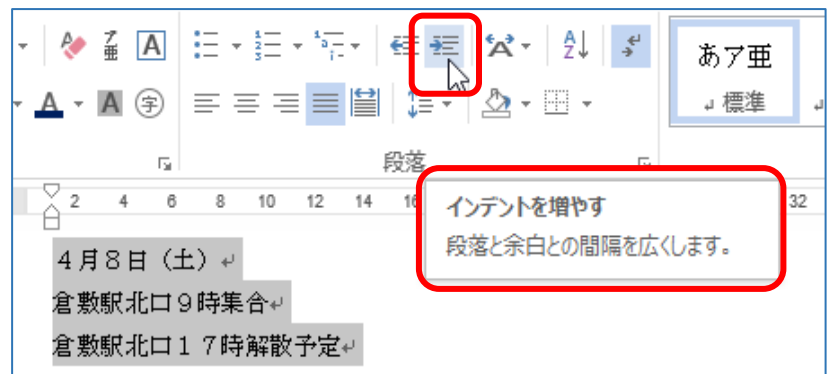 ア亜
A
A
A
字
A
Z
あア亜
↲ 標準
段落
2 4 6 8 10 12 14 16 32
インデントを増やす
段落と余白との間隔を広くします。
4月8日（土）↵
倉敷駅北口9時集合↵
倉敷駅北口17時解散予定↵